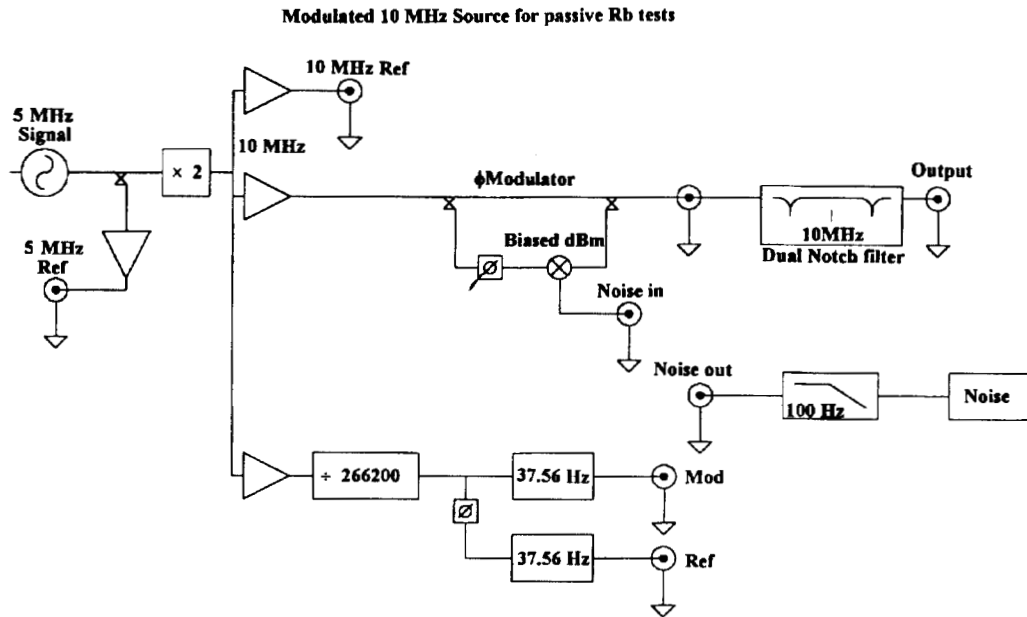 Modulated 10 MHz Source for passive Rb tests
10 MHz Ref
5 MHz
Signal
× 2
10 MHz
5 MHz
Ref
ϕModulator
Biased dBm
Ø
Noise in
10MHz
Dual Notch filter
Output
Noise out
100 Hz
Noise
÷ 266200
37.56 Hz
Mod
Ø
37.56 Hz
Ref